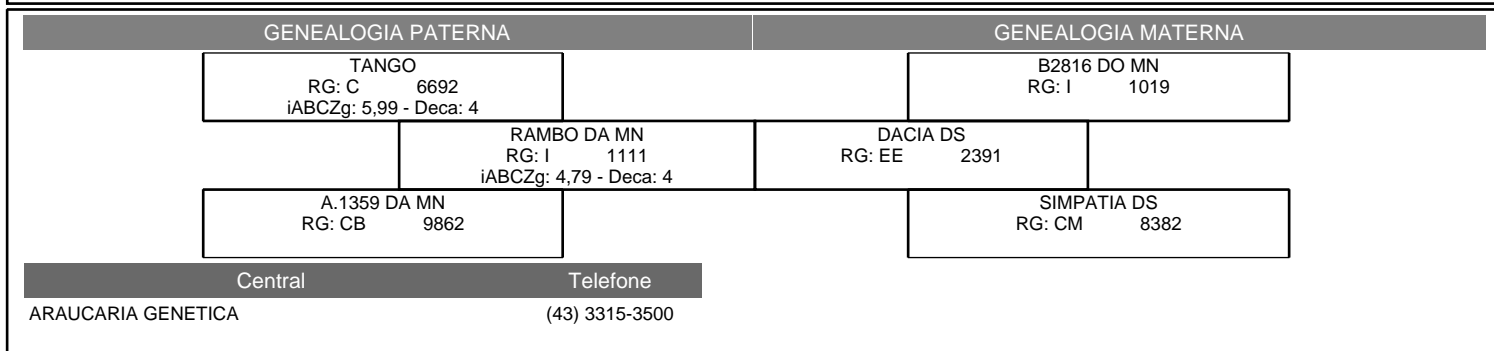 GENEALOGIA PATERNA GENEALOGIA MATERNA
TANGO
RG: C 6692
iABCZg: 5,99 - Deca: 4
B2816 DO MN
RG: I 1019
RAMBO DA MN
RG: I 1111
iABCZg: 4,79 - Deca: 4
DACIA DS
RG: EE 2391
A.1359 DA MN
RG: CB 9862
SIMPATIA DS
RG: CM 8382
Central Telefone
ARAUCARIA GENETICA (43) 3315-3500